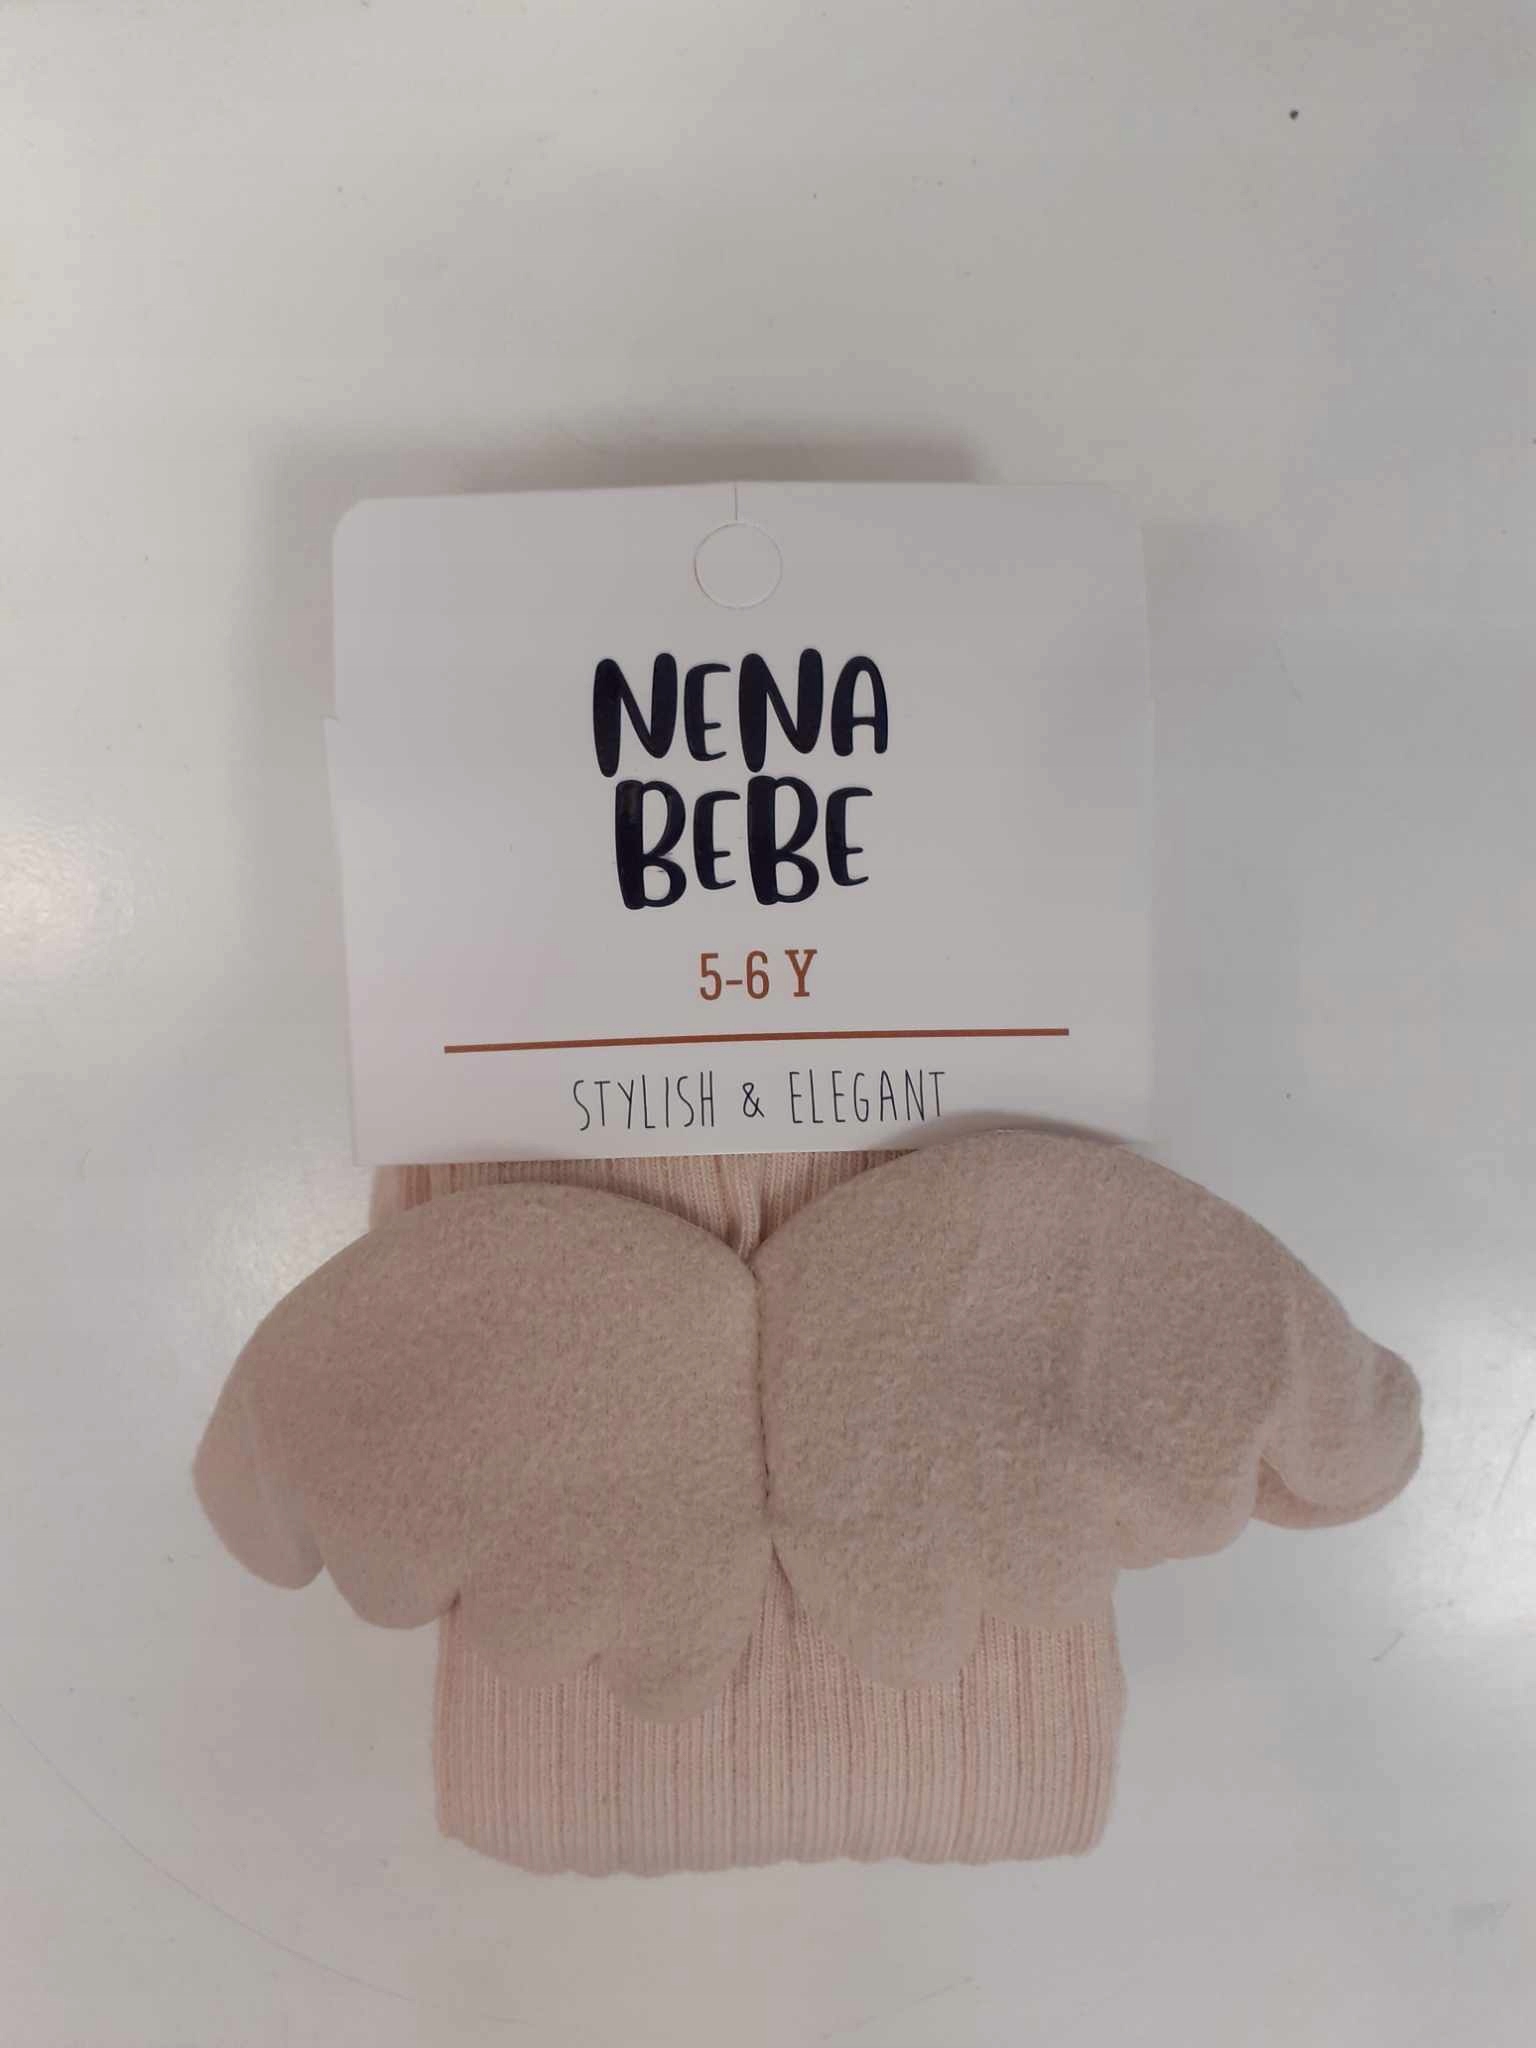 NENA
BEBE
5-6 Y
STYLISH & ELEGANT